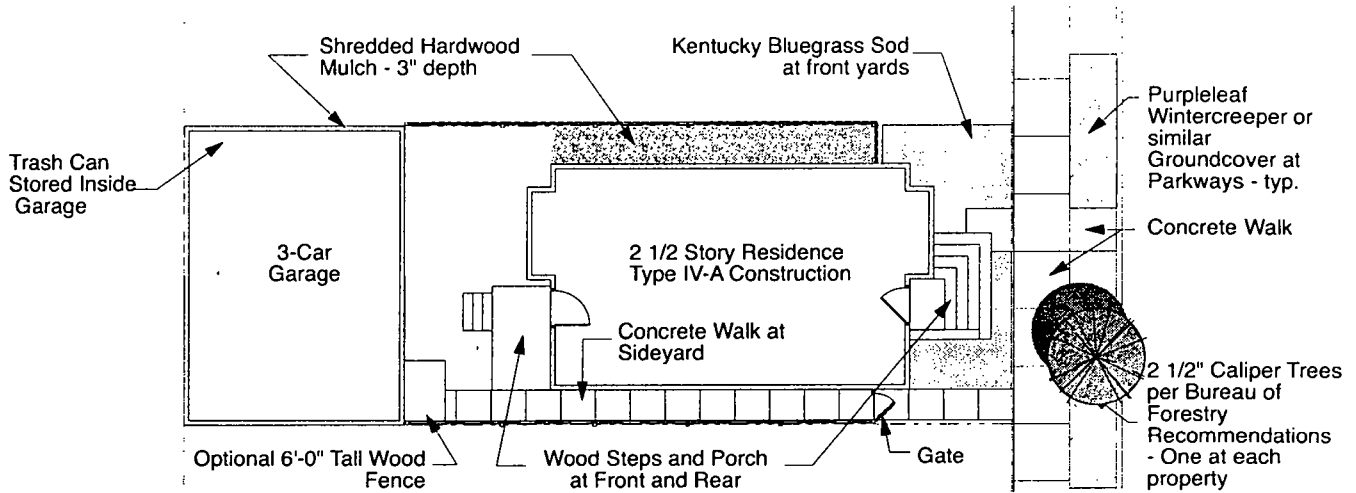 Shredded Hardwood
Mulch - 3" depth
Kentucky Bluegrass Sod
at front yards
Purpleleaf
Wintercreeper or
similar
Groundcover at
Parkways - typ.
Trash Can
Stored Inside
Garage
3-Car
Garage
2 1/2 Story Residence
Type IV-A Construction
Concrete Walk
Concrete Walk at
Sideyard
2 1/2" Caliper Trees
per Bureau of
Forestry
Recommendations
- One at each
property
Optional 6'-0" Tall Wood
Fence
Wood Steps and Porch
at Front and Rear
Gate